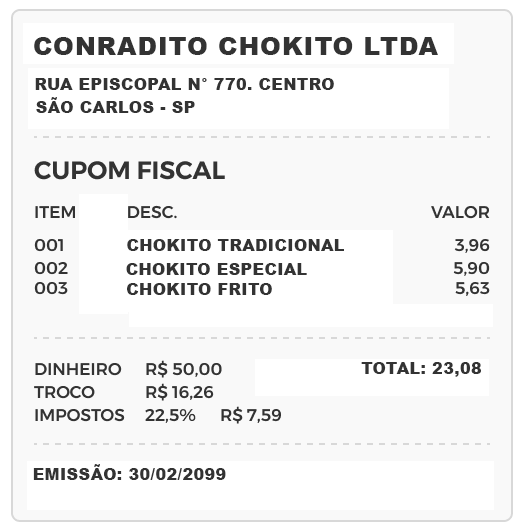 CONRADITO CHOKITO LTDA
RUA EPISCOPAL N° 770. CENTRO
SÃO CARLOS - SP
CUPOM FISCAL
ITEM DESC. VALOR
001 CHOKITO TRADICIONAL 3,96
002 CHOKITO ESPECIAL 5,90
003 CHOKITO FRITO 5,63
DINHEIRO R$ 50,00 TOTAL: 23,08
TROCO R$ 16,26
IMPOSTOS 22,5% R$ 7,59
EMISSÃO: 30/02/2099